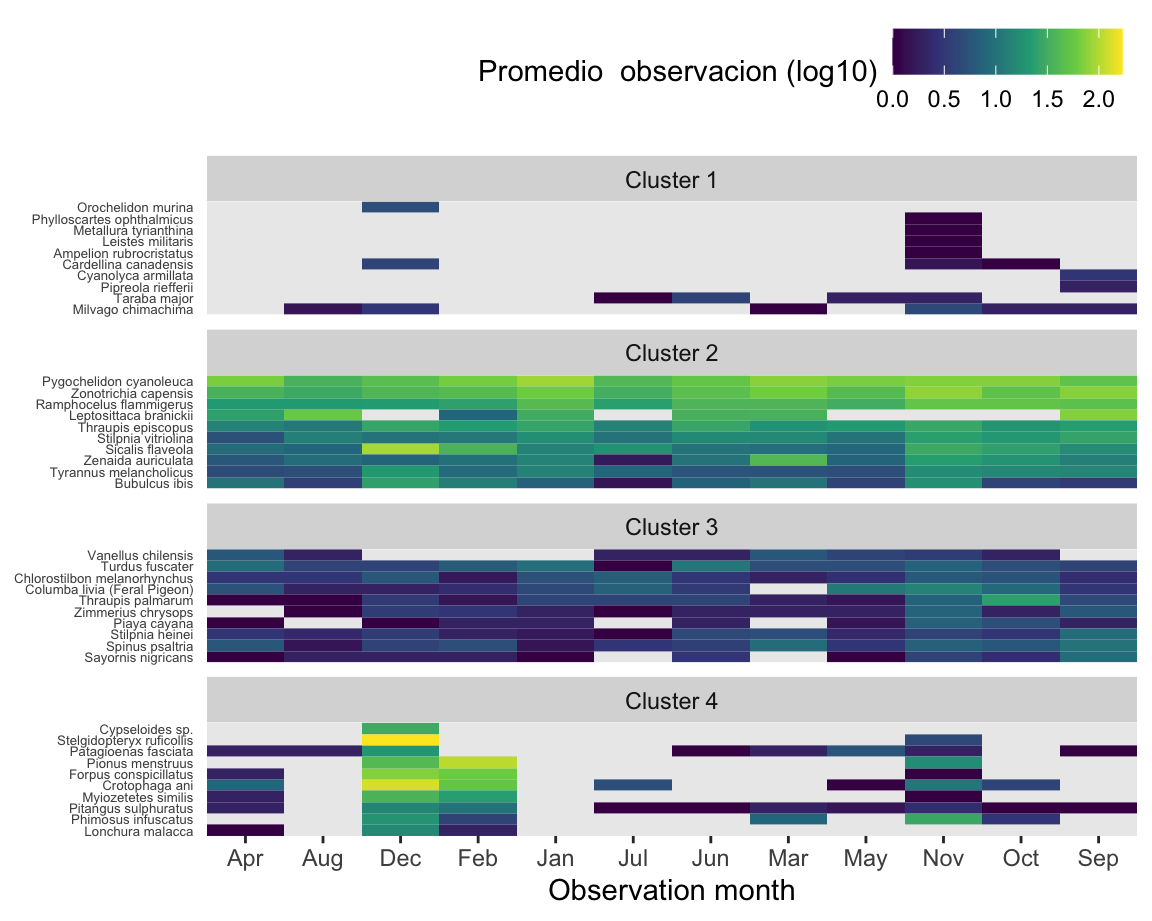 Promedio  observacion (log10)
0.0 0.5 1.0 1.5 2.0
Cluster 1
Orochelidon murina
Phylloscartes ophthalmicus
Metallura tyrianthina
Leistes militaris
Ampelion rubrocristatus
Cardellina canadensis
Cyanolyca armillata
Pipreola riefferii
Taraba major
Milvago chimachima
Cluster 2
Pygochelidon cyanoleuca
Zonotrichia capensis
Ramphocelus flammigerus
Leptosittaca branickii
Thraupis episcopus
Stilpnia vitriolina
Sicalis flaveola
Zenaida auriculata
Tyrannus melancholicus
Bubulcus ibis
Cluster 3
Vanellus chilensis
Turdus fuscater
Chlorostilbon melanorhynchus
Columba livia (Feral Pigeon)
Thraupis palmarum
Zimmerius chrysops
Piaya cayana
Stilpnia heinei
Spinus psaltria
Sayornis nigricans
Cluster 4
Cypseloides sp.
Stelgidopteryx ruficollis
Patagioenas fasciata
Pionus menstruus
Forpus conspicillatus
Crotophaga ani
Myiozetetes similis
Pitangus sulphuratus
Phimosus infuscatus
Lonchura malacca
Apr Aug Dec Feb Jan Jul Jun Mar May Nov Oct Sep
Observation month